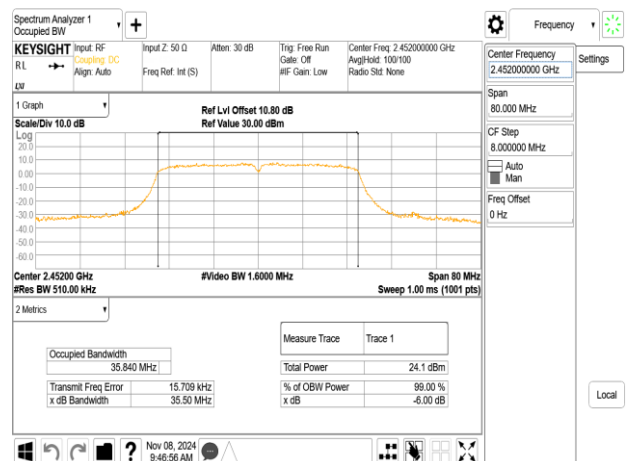 Spectrum Analyzer 1
Occupied BW
Frequency
KEYSIGHT
RL
Input: RF
Coupling: DC
Align: Auto
Input Z: 50 Ω
Freq Ref: Int (S)
Atten: 30 dB
Trig: Free Run
Gate: Off
#IF Gain: Low
Center Freq: 2.452000000 GHz
Avg|Hold: 100/100
Radio Std: None
Center Frequency
2.452000000 GHz
Settings
Span
80.000 MHz
CF Step
8.000000 MHz
Auto
Man
Freq Offset
0 Hz
Local
1 Graph
Scale/Div 10.0 dB
Ref Lvl Offset 10.80 dB
Ref Value 30.00 dBm
Log
20.0
10.0
0.00
-10.0
-20.0
-30.0
-40.0
-50.0
-60.0
Center 2.45200 GHz
#Video BW 1.6000 MHz
Span 80 MHz
#Res BW 510.00 kHz
Sweep 1.00 ms (1001 pts)
2 Metrics
Measure Trace
Trace 1
Occupied Bandwidth
35.840 MHz
Total Power
24.1 dBm
Transmit Freq Error
15.709 kHz
% of OBW Power
99.00 %
x dB Bandwidth
35.50 MHz
x dB
-6.00 dB
?
Nov 08, 2024
9:46:56 AM